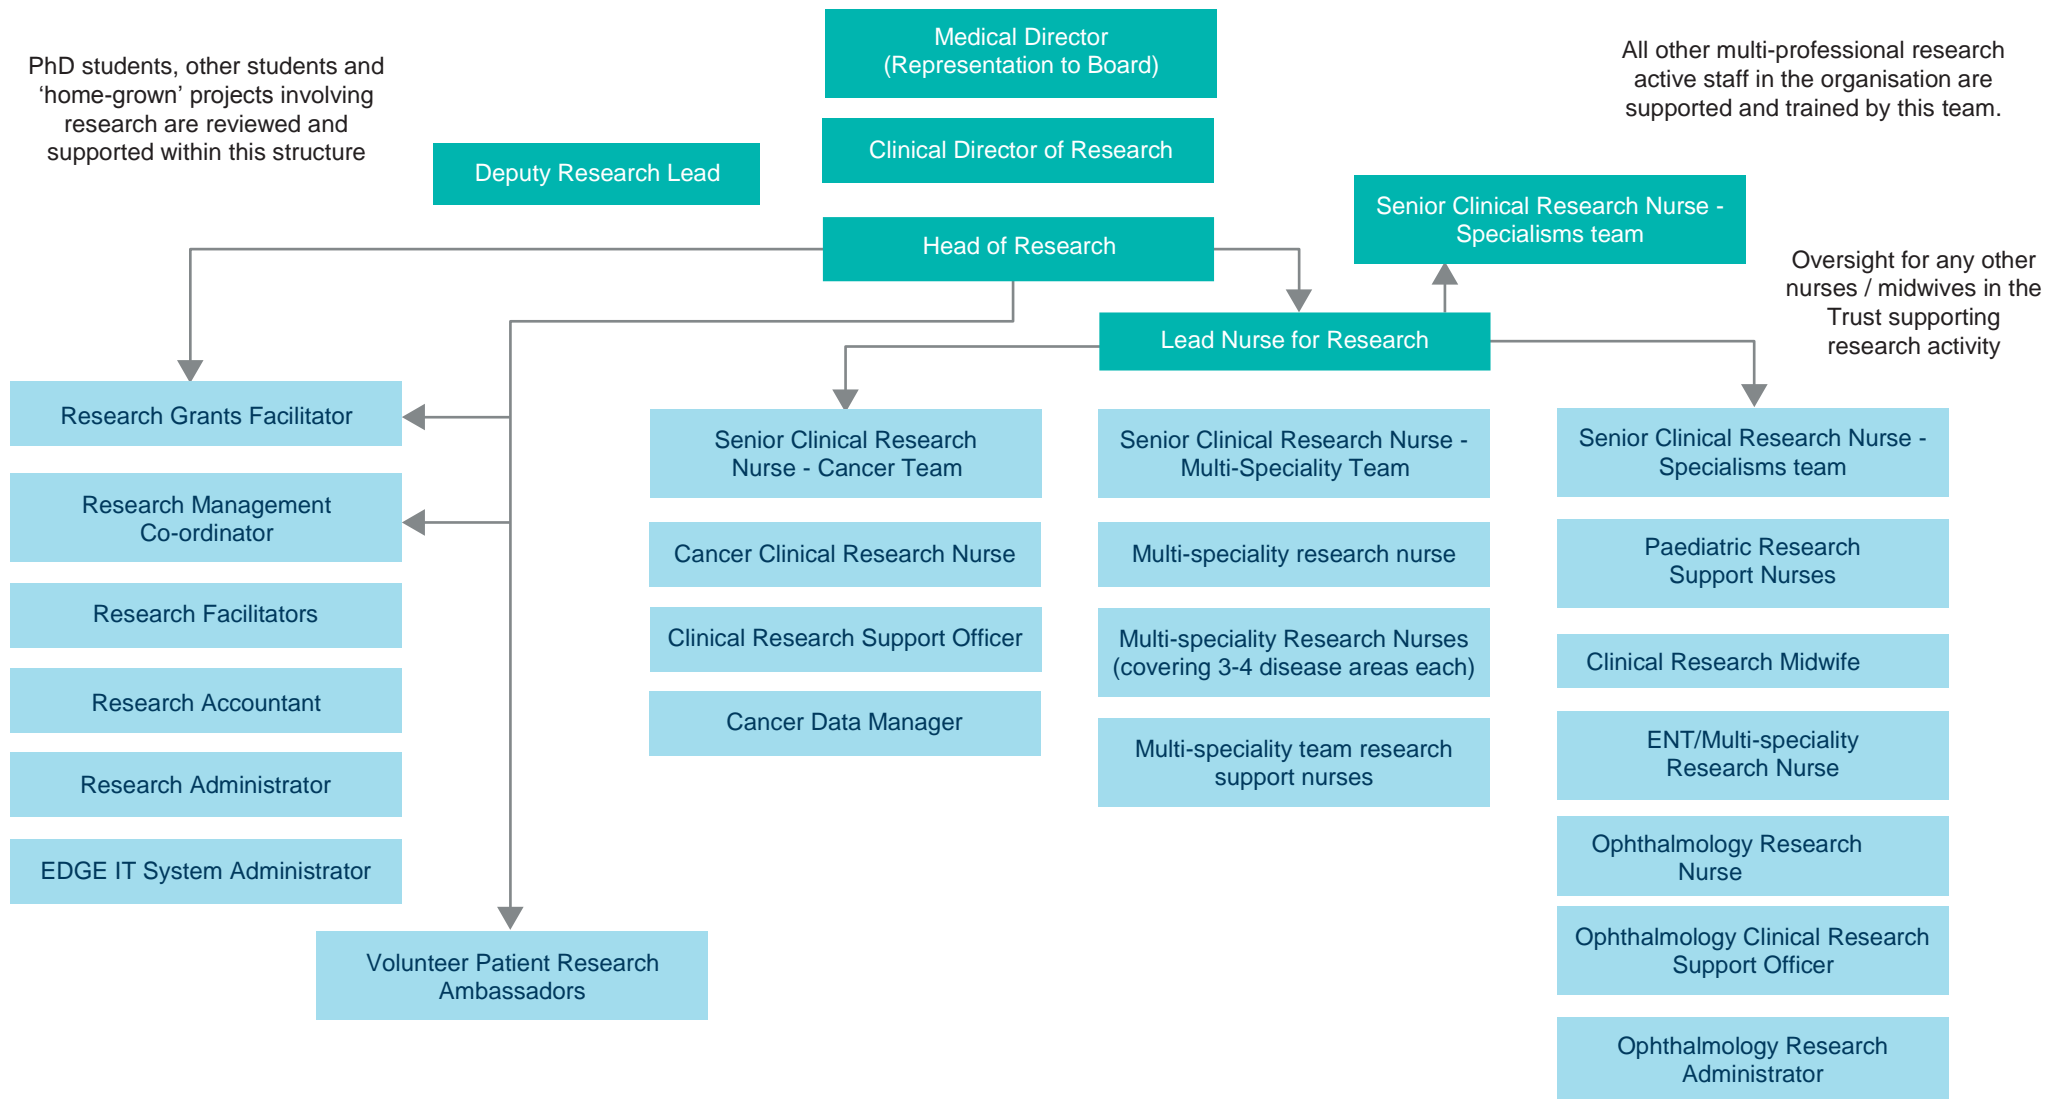 Medical Director
(Representation to Board)
PhD students, other students and
‘home-grown’ projects involving
research are reviewed and
supported within this structure
All other multi-professional research
active staff in the organisation are
supported and trained by this team.
Clinical Director of Research
Deputy Research Lead
Senior Clinical Research Nurse -
Specialisms team
Head of Research
Oversight for any other
nurses / midwives in the
Trust supporting
research activity
Lead Nurse for Research
Research Grants Facilitator
Research Management
Co-ordinator
Research Facilitators
Research Accountant
Research Administrator
EDGE IT System Administrator
Volunteer Patient Research
Ambassadors
Senior Clinical Research
Nurse - Cancer Team
Cancer Clinical Research Nurse
Clinical Research Support Officer
Cancer Data Manager
Senior Clinical Research Nurse -
Multi-Speciality Team
Multi-speciality research nurse
Multi-speciality Research Nurses
(covering 3-4 disease areas each)
Multi-speciality team research
support nurses
Senior Clinical Research Nurse -
Specialisms team
Paediatric Research
Support Nurses
Clinical Research Midwife
ENT/Multi-speciality
Research Nurse
Ophthalmology Research
Nurse
Ophthalmology Clinical Research
Support Officer
Ophthalmology Research
Administrator